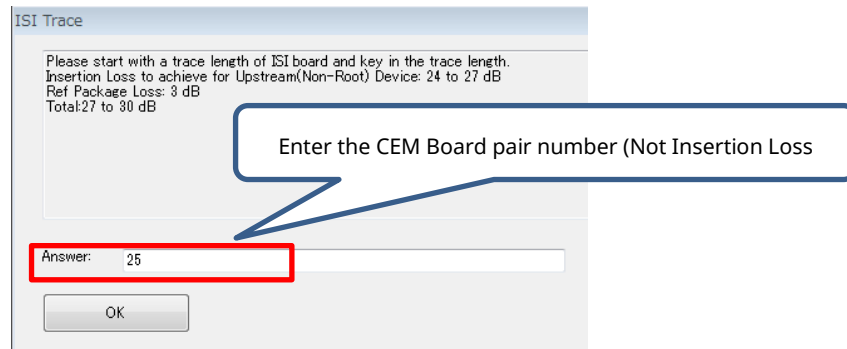 ISI Trace
Please start with a trace length of ISI board and key in the trace length.
Insertion Loss to achieve for Upstream(Non-Root) Device: 24 to 27 dB
Ref Package Loss: 3 dB
Total:27 to 30 dB
Enter the CEM Board pair number (Not Insertion Loss
Answer:
25
OK